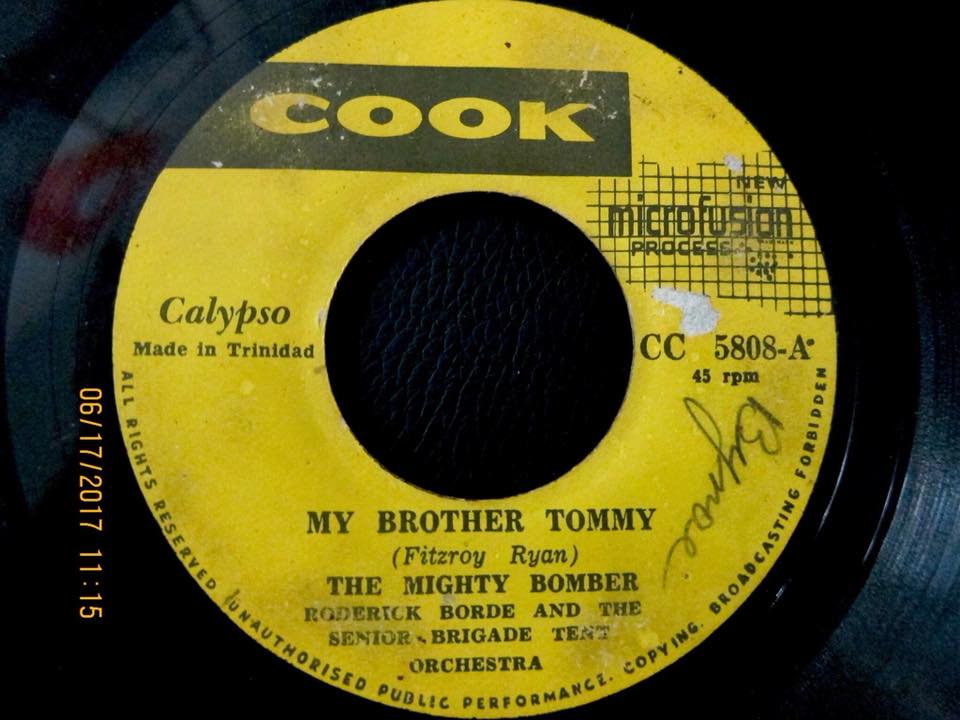 COOK
NEW
microfusion
PROCESS
Calypso
Made in Trinidad
CC 5808-A
45 rpm
MY BROTHER TOMMY
(Fitzroy Ryan)
THE MIGHTY BOMBER
RODERICK BORDE AND THE
SENIOR BRIGADE TENT
ORCHESTRA
ALL RIGHTS RESERVED UNAUTHORISED PUBLIC PERFORMANCE. COPYING. BROADCASTING FORBIDDEN
06/17/2017 11:15